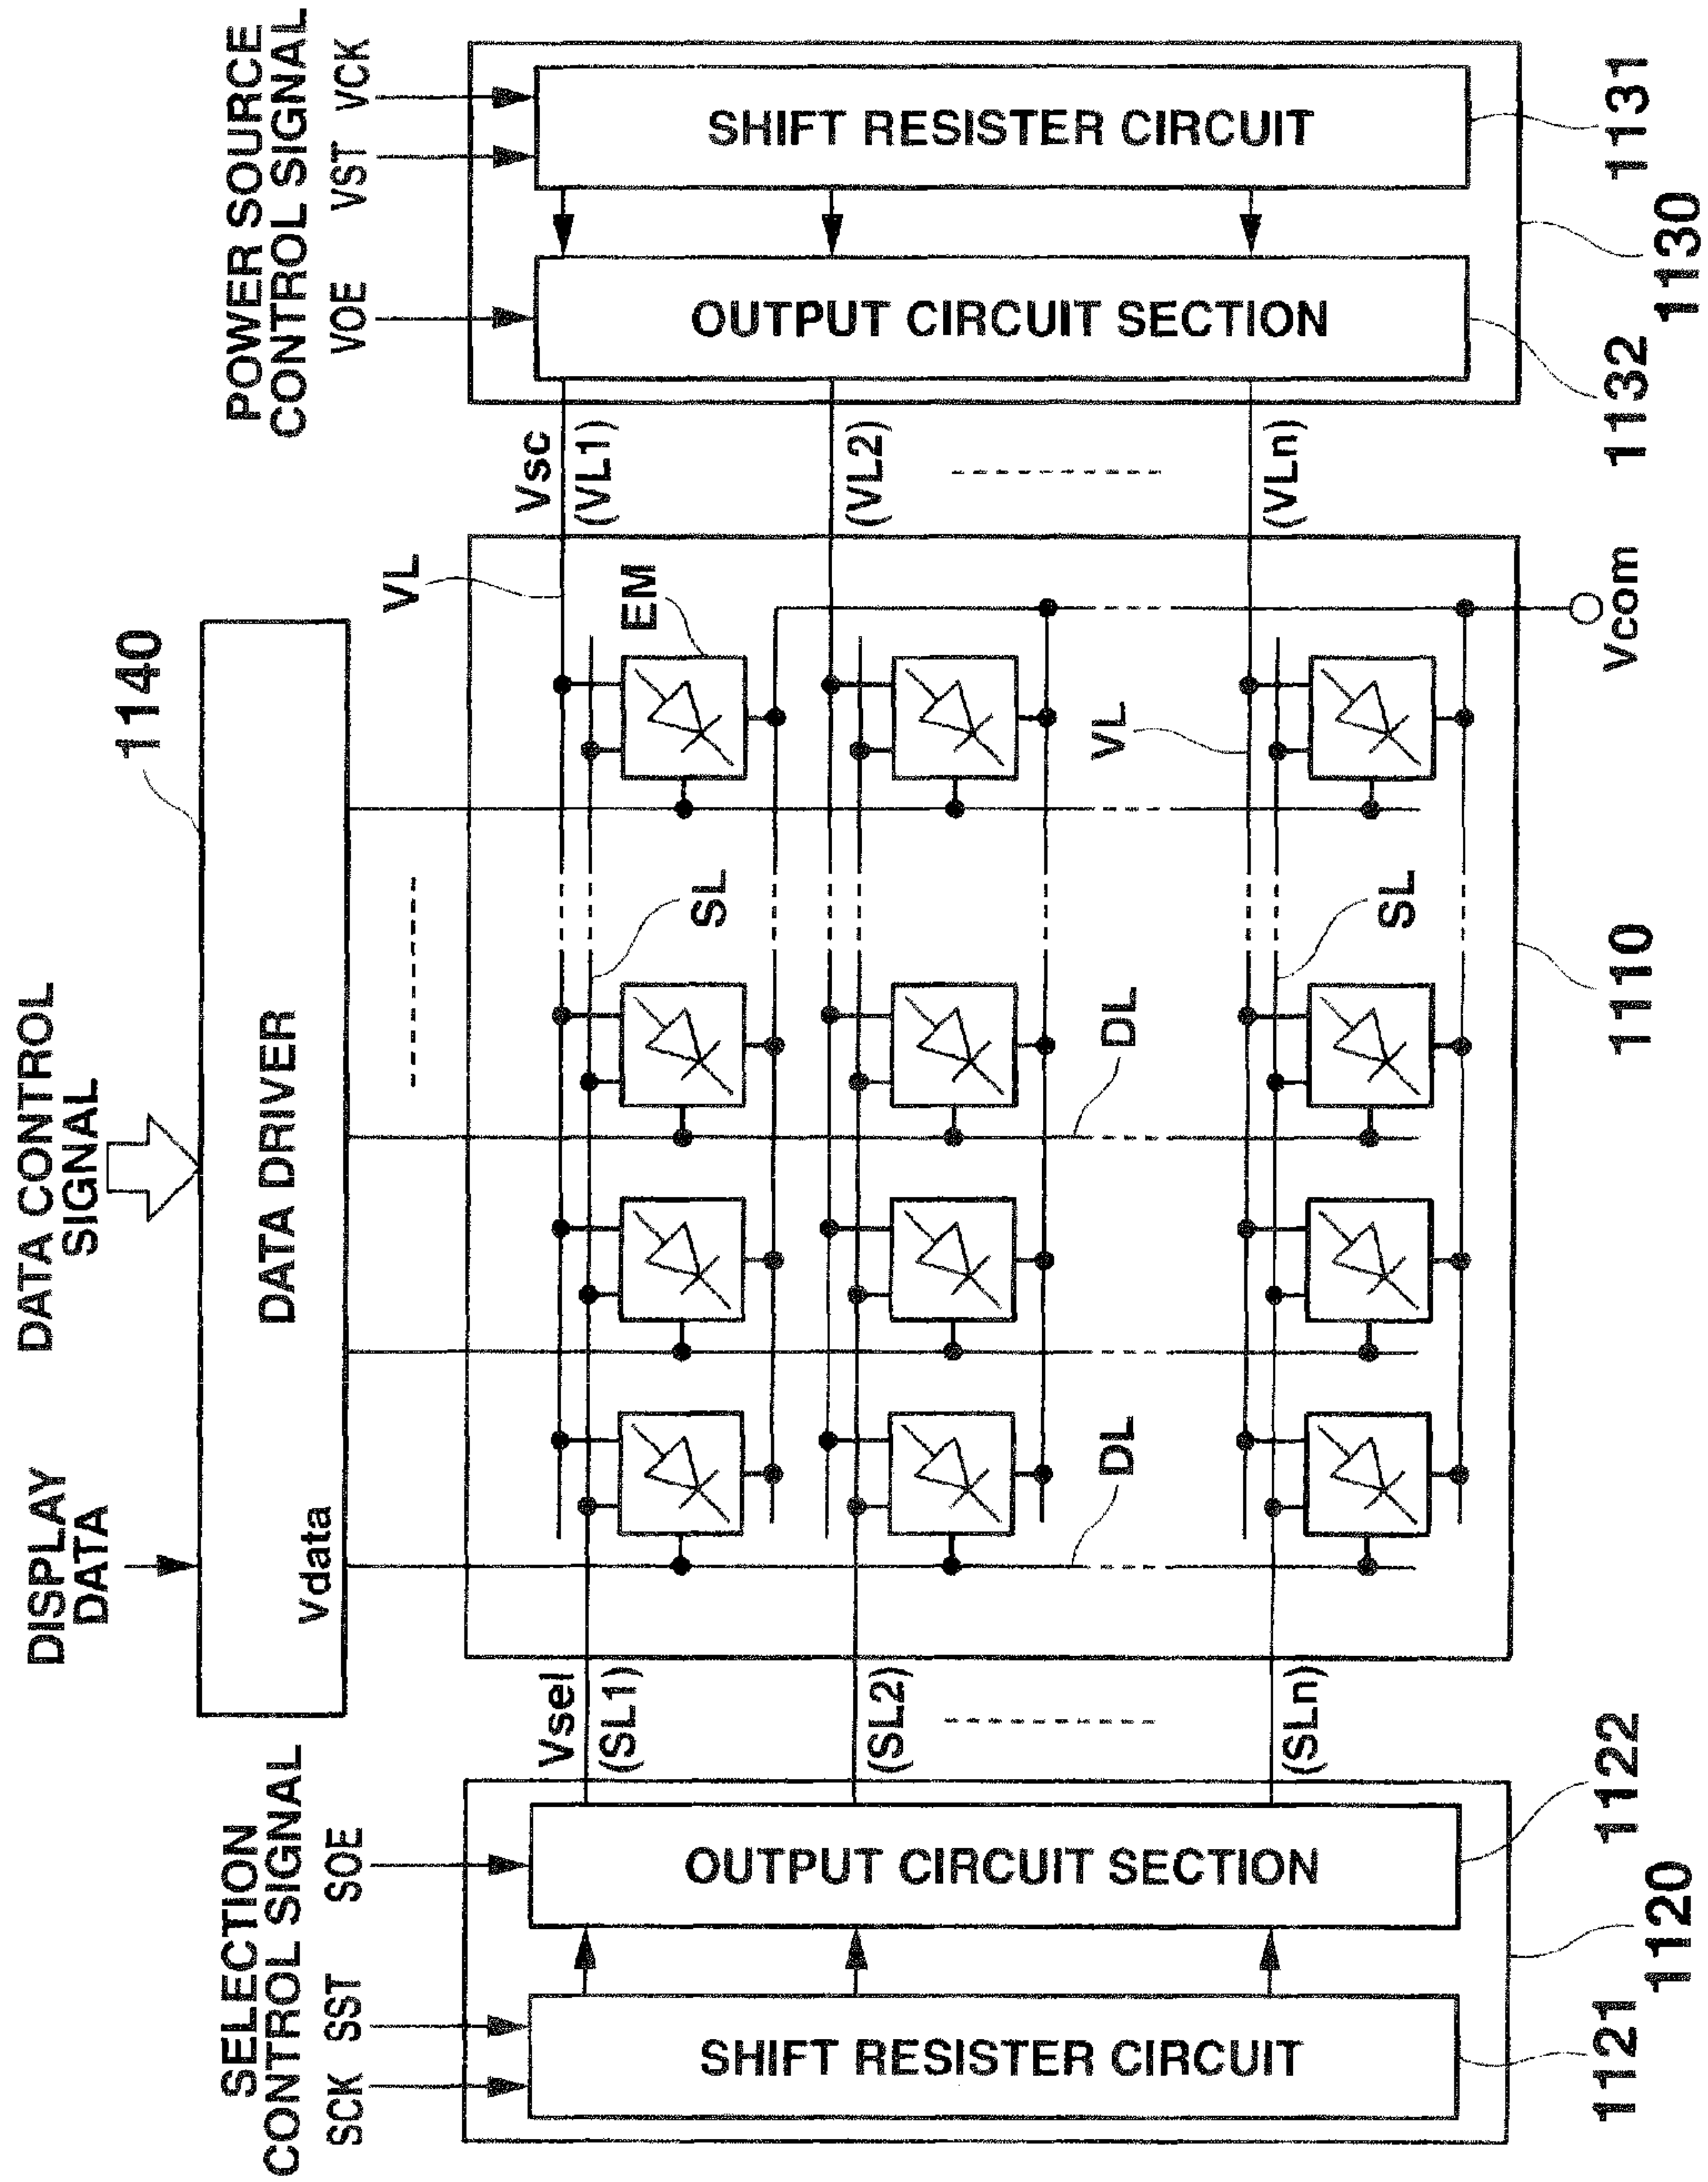 DISPLAY
DATA
DATA CONTROL
SIGNAL
1140
Vdata
DATA DRIVER
SELECTION
CONTROL SIGNAL
SCK SST SOE
POWER SOURCE
CONTROL SIGNAL
VOE VST VCK
SHIFT RESISTER CIRCUIT
OUTPUT CIRCUIT SECTION
Vsel
(SL1)
(SL2)
(SLn)
VL
EM
SL
DL
DL
VL
SL
Vsc
(VL1)
(VL2)
(VLn)
OUTPUT CIRCUIT SECTION
SHIFT RESISTER CIRCUIT
Vcom
1121
1120
1122
1110
1132
1130
1131